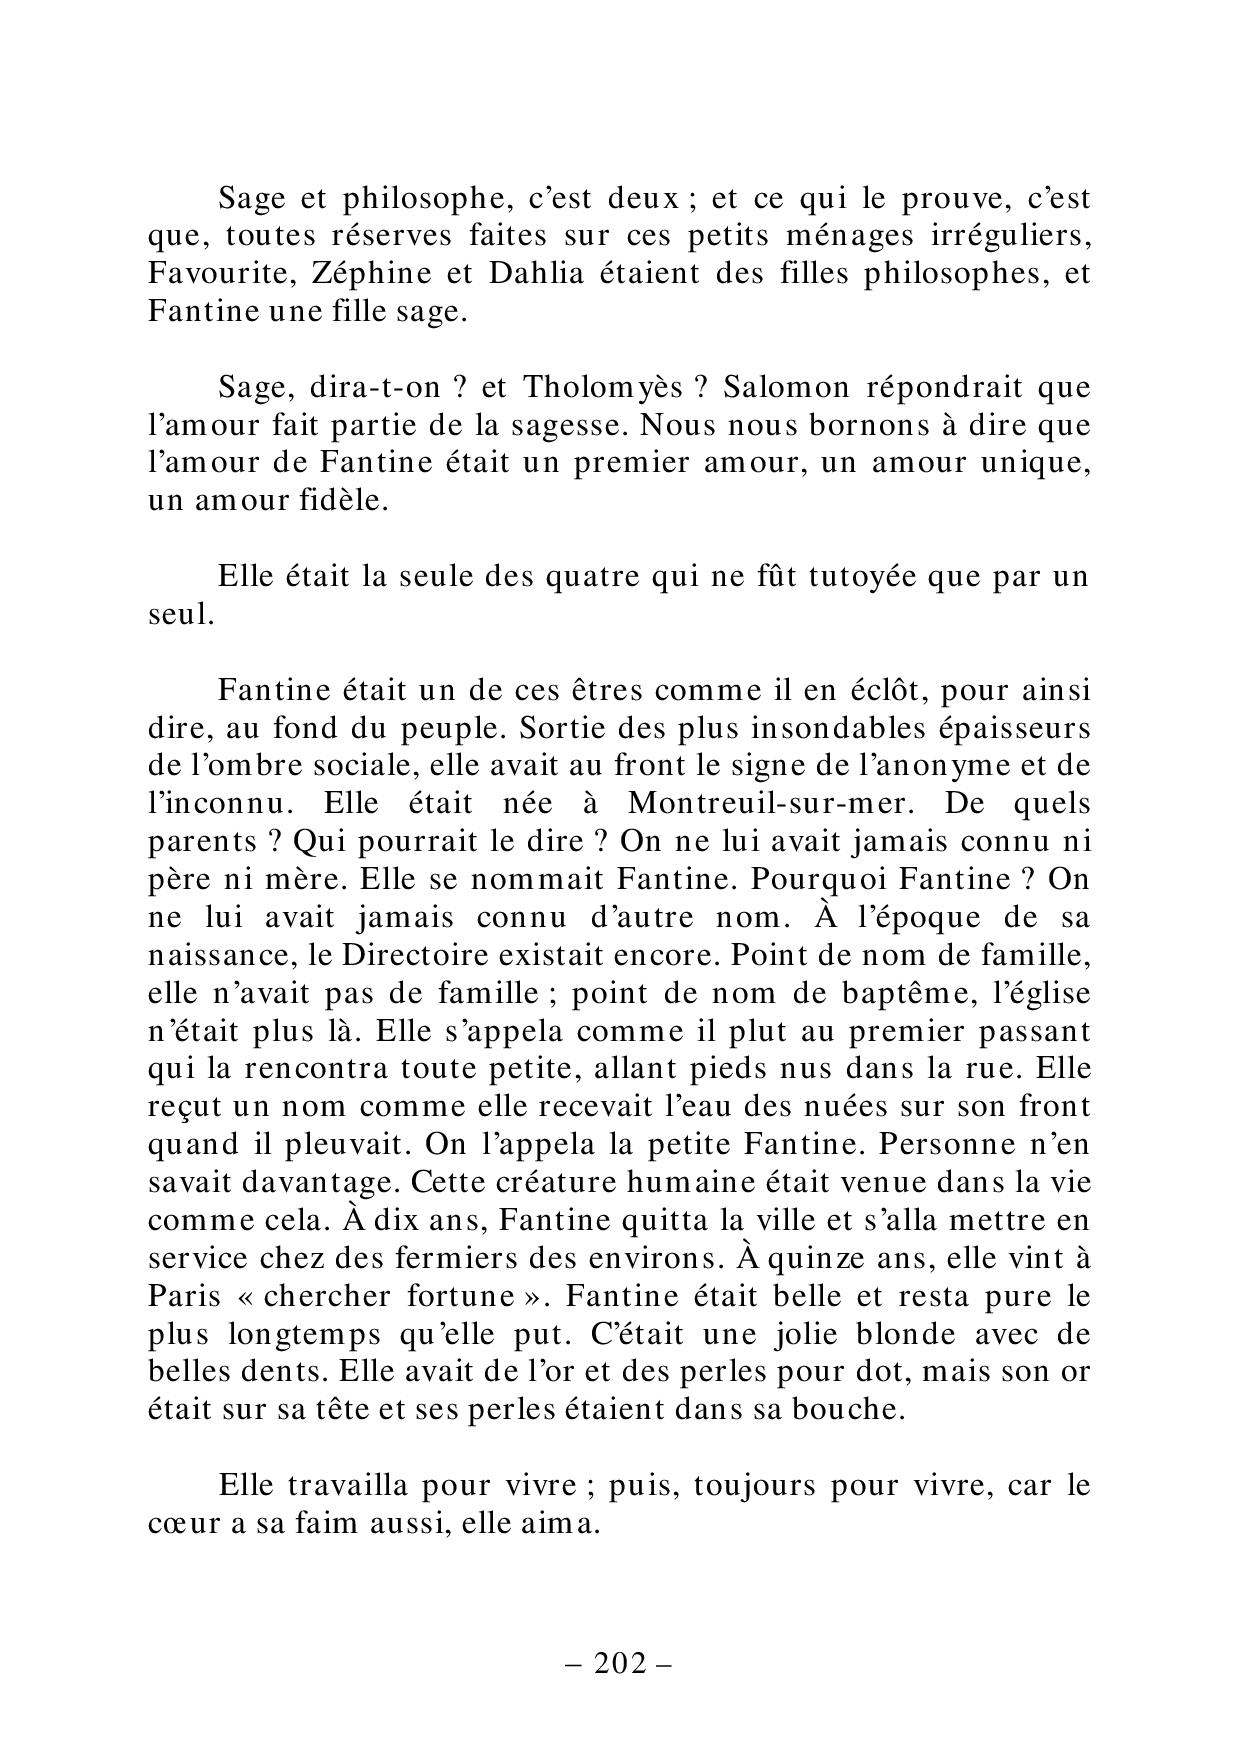 Sage et philosophe, c’est deux ; et ce qui le prouve, c’est
que, toutes réserves faites sur ces petits ménages irréguliers,
Favourite, Zéphine et Dahlia étaient des filles philosophes, et
Fantine une fille sage.
Sage, dira-t-on ? et Tholomyès ? Salomon répondrait que
l’amour fait partie de la sagesse. Nous nous bornons à dire que
l’amour de Fantine était un premier amour, un amour unique,
un amour fidèle.
Elle était la seule des quatre qui ne fût tutoyée que par un
seul.
Fantine était un de ces êtres comme il en éclôt, pour ainsi
dire, au fond du peuple. Sortie des plus insondables épaisseurs
de l’ombre sociale, elle avait au front le signe de l’anonyme et de
l’inconnu. Elle était née à Montreuil-sur-mer. De quels
parents ? Qui pourrait le dire ? On ne lui avait jamais connu ni
père ni mère. Elle se nommait Fantine. Pourquoi Fantine ? On
ne lui avait jamais connu d’autre nom. À l’époque de sa
naissance, le Directoire existait encore. Point de nom de famille,
elle n’avait pas de famille ; point de nom de baptême, l’église
n’était plus là. Elle s’appela comme il plut au premier passant
qui la rencontra toute petite, allant pieds nus dans la rue. Elle
reçut un nom comme elle recevait l’eau des nuées sur son front
quand il pleuvait. On l’appela la petite Fantine. Personne n’en
savait davantage. Cette créature humaine était venue dans la vie
comme cela. À dix ans, Fantine quitta la ville et s’alla mettre en
service chez des fermiers des environs. À quinze ans, elle vint à
Paris « chercher fortune ». Fantine était belle et resta pure le
plus longtemps qu’elle put. C’était une jolie blonde avec de
belles dents. Elle avait de l’or et des perles pour dot, mais son or
était sur sa tête et ses perles étaient dans sa bouche.
Elle travailla pour vivre ; puis, toujours pour vivre, car le
cœur a sa faim aussi, elle aima.
– 202 –